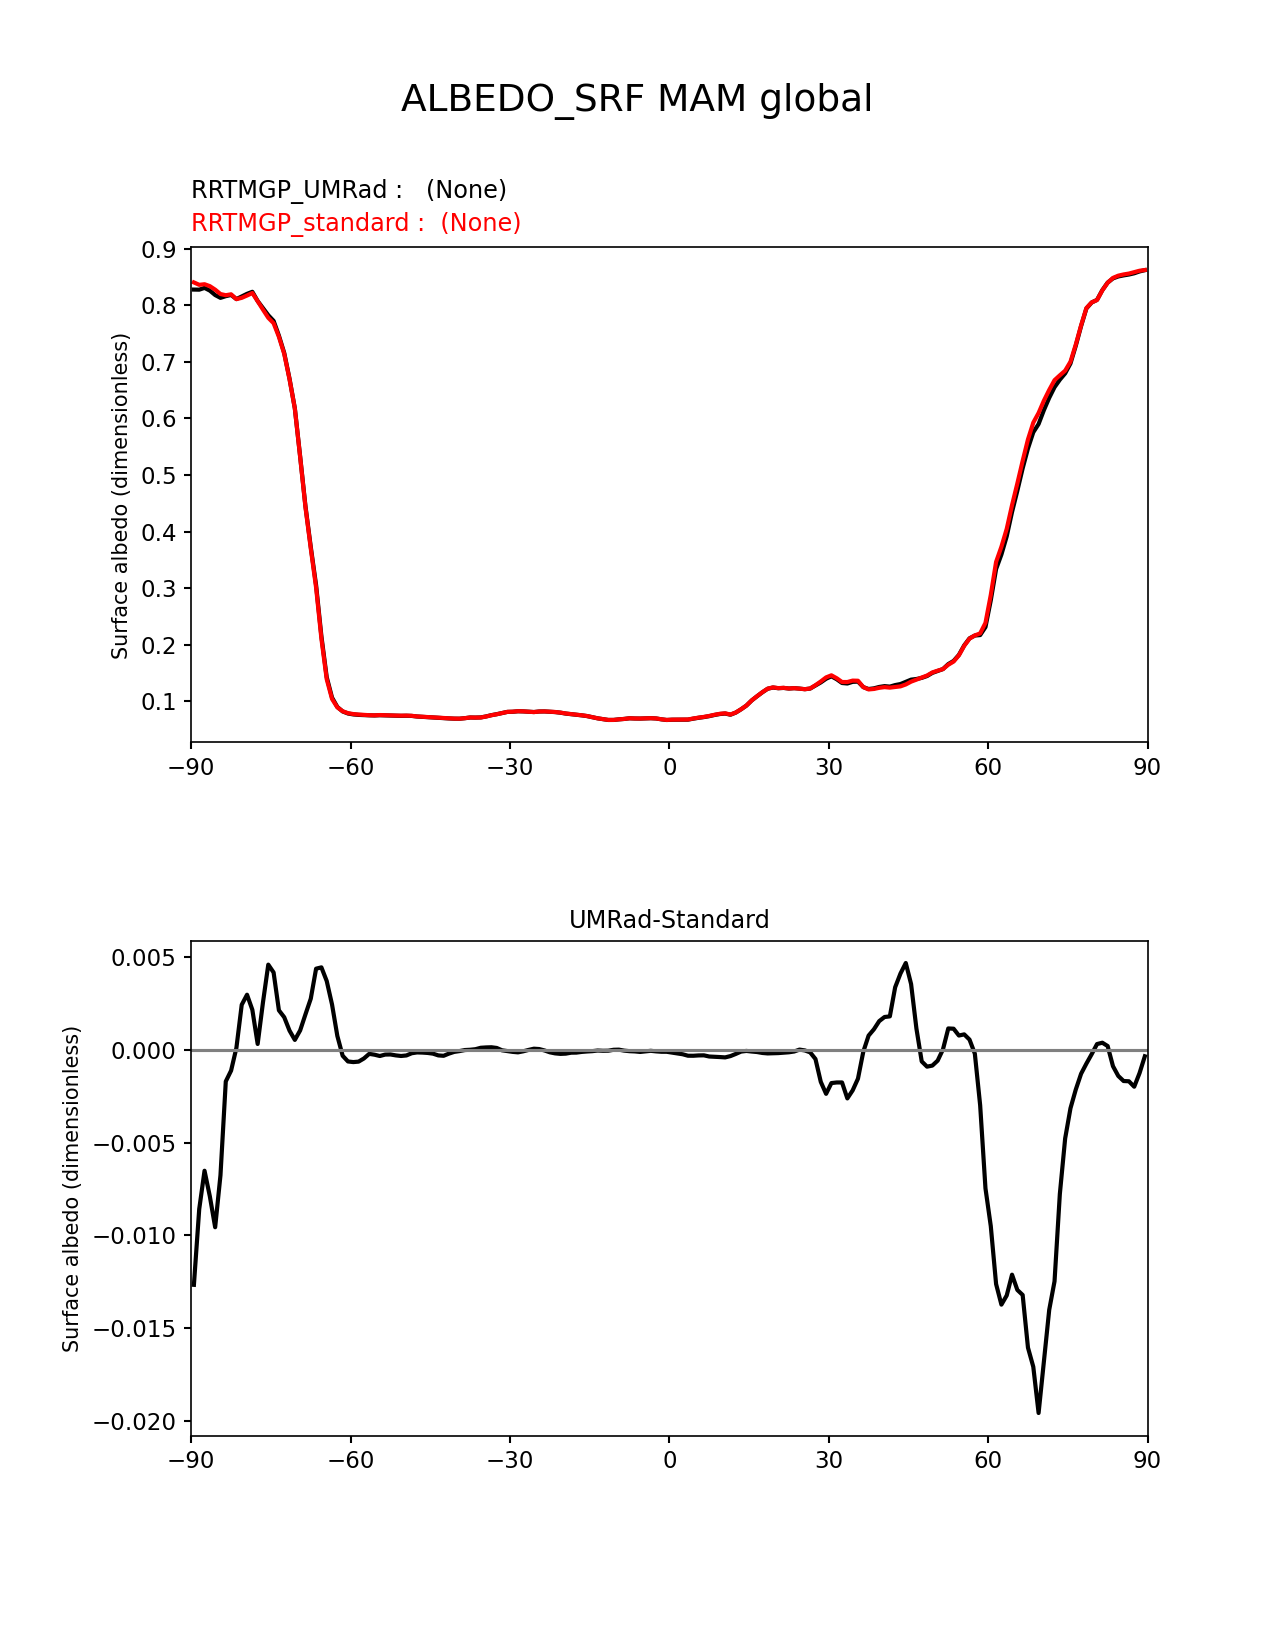 ALBEDO_SRF MAM global
RRTMGP_UMRad :   (None)
RRTMGP_standard :  (None)
0.9
0.8
0.7
0.6
0.5
0.4
0.3
0.2
0.1
Surface albedo (dimensionless)
−90 −60 −30 0 30 60 90
UMRad-Standard
0.005
0.000
−0.005
−0.010
−0.015
−0.020
Surface albedo (dimensionless)
−90 −60 −30 0 30 60 90